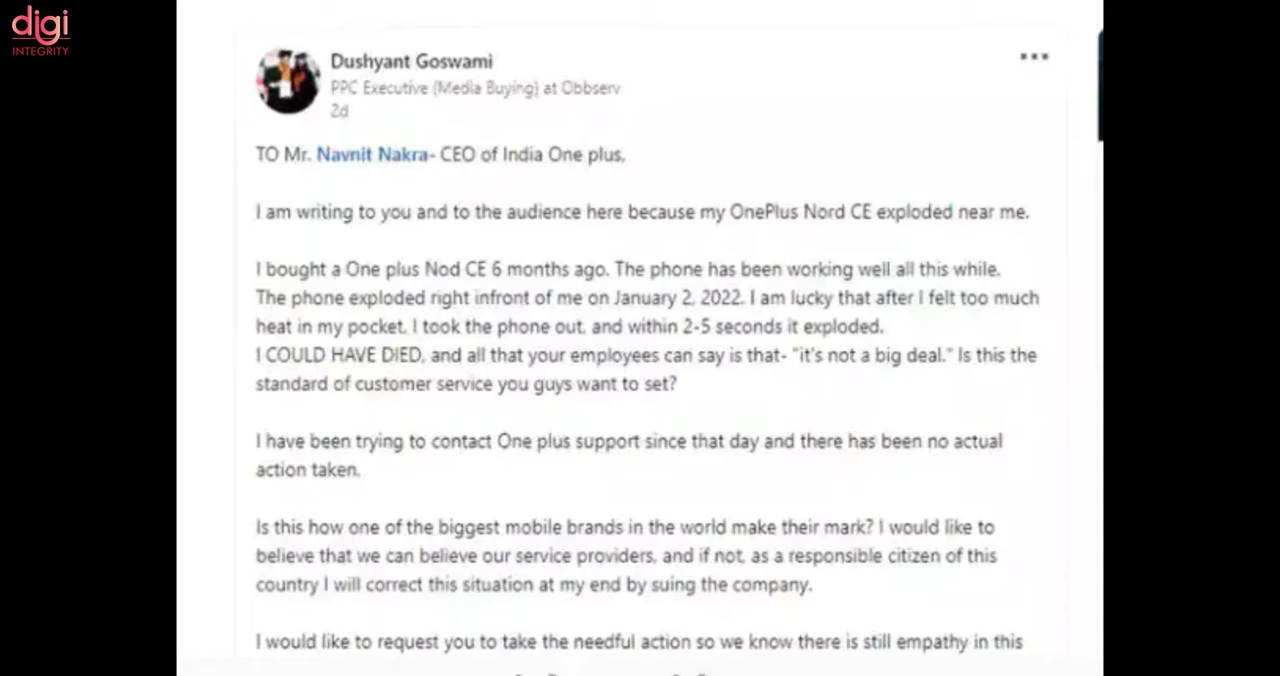 digi
INTEGRITY
Dushyant Goswami
PPC Executive (Media Buying) at Obbserv
2d
TO Mr. Navnit Nakra- CEO of India One plus,
I am writing to you and to the audience here because my OnePlus Nord CE exploded near me.
I bought a One plus Nod CE 6 months ago. The phone has been working well all this while.
The phone exploded right infront of me on January 2, 2022. I am lucky that after I felt too much
heat in my pocket, I took the phone out, and within 2-5 seconds it exploded.
I COULD HAVE DIED, and all that your employees can say is that- "it's not a big deal." Is this the
standard of customer service you guys want to set?
I have been trying to contact One plus support since that day and there has been no actual
action taken.
Is this how one of the biggest mobile brands in the world make their mark? I would like to
believe that we can believe our service providers, and if not, as a responsible citizen of this
country I will correct this situation at my end by suing the company.
I would like to request you to take the needful action so we know there is still empathy in this